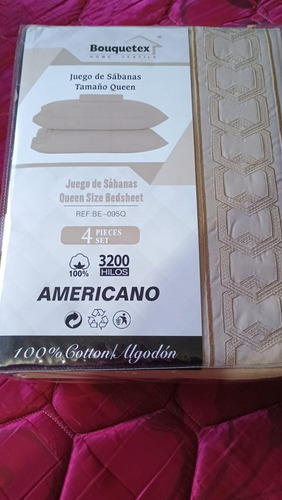 Bouquetex
HOME TEXTILE
Juego de Sábanas
Tamaño Queen
Juego de Sábanas
Queen Size Bedsheet
REF:BE-095Q
4 PIECES SET
100%
3200
HILOS
AMERICANO
100% Cotton/Algodón